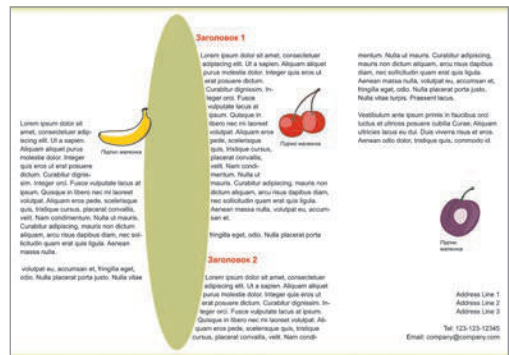 Lorem ipsum dolor sit
amet, consectetuer adip-
iscing elit. Ut a sapien.
Aliquam aliquet purus
molestie dolor. Integer
quis eros ut erat posuere
dictum. Curabitur dignis-
sim. Integer orci. Fusce vulputate lacus at
ipsum. Quisque in libero nec mi laoreet
volutpat. Aliquam eros pede, scelerisque
quis, tristique cursus, placerat convallis,
velit. Nam condimentum. Nulla ut mauris.
Curabitur adipiscing, mauris non dictum
aliquam, arcu risus dapibus diam, nec sol-
licitudin quam erat quis ligula. Aenean
massa nulla.
volutpat eu, accumsan et, fringilla eget,
odio. Nulla placerat porta justo. Nulla vitae
Підпис малюнка
Заголовок 1
Lorem ipsum dolor sit amet, consectetuer
adipiscing elit. Ut a sapien. Aliquam aliquet
purus molestie dolor. Integer quis eros ut
erat posuere dictum.
Curabitur dignissim. In-
teger orci. Fusce
vulputate lacus at
ipsum. Quisque in
libero nec mi laoreet
volutpat. Aliquam eros
pede, scelerisque
quis, tristique cursus,
placerat convallis,
velit. Nam condi-
mentum. Nulla ut
mauris. Curabitur adipiscing, mauris non
dictum aliquam, arcu risus dapibus diam,
nec sollicitudin quam erat quis ligula.
Aenean massa nulla, volutpat eu, accum-
san et.
fringilla eget, odio. Nulla placerat porta
Підпис малюнка
Заголовок 2
Lorem ipsum dolor sit amet, consectetuer
adipiscing elit. Ut a sapien. Aliquam aliquet
purus molestie dolor. Integer quis eros ut
erat posuere dictum. Curabitur dignissim.
Integer orci. Fusce vulputate lacus at ipsum.
Quisque in libero nec mi laoreet volutpat. Ali-
quam eros pede, scelerisque quis, tristique
cursus, placerat convallis, velit. Nam condi-
mentum. Nulla ut mauris. Curabitur adipiscing,
mauris non dictum aliquam, arcu risus dapibus
diam, nec sollicitudin quam erat quis ligula.
Aenean massa nulla, volutpat eu, accumsan et,
fringilla eget, odio. Nulla placerat porta justo.
Nulla vitae turpis. Praesent lacus.
Vestibulum ante ipsum primis in faucibus orci
luctus et ultrices posuere cubilia Curae; Aliquam
ultricies lacus eu dui. Duis viverra risus et eros.
Aenean odio dolor, tristique quis, commodo id.
Підпис
малюнка
Address Line 1
Address Line 2
Address Line 3
Tel: 123-123-12345
Email: company@company.com